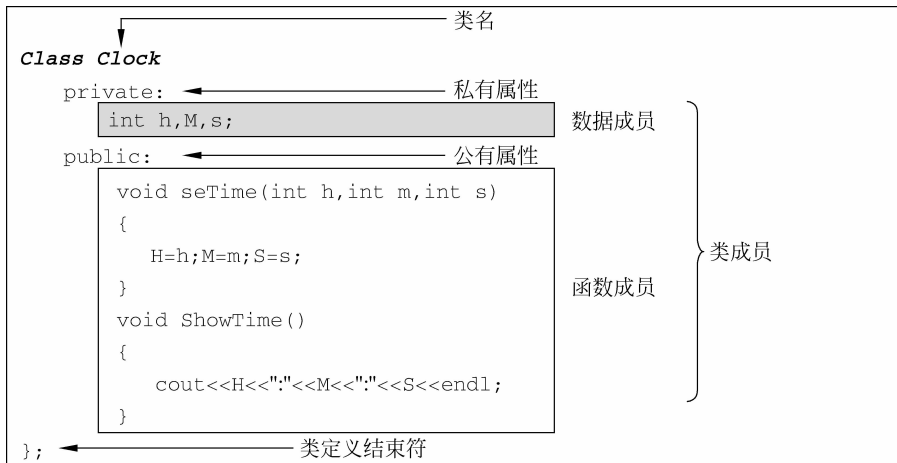 类名
Class Clock
private: 私有属性
int h,M,s; 数据成员
public: 公有属性
void seTime(int h,int m,int s)
{
H=h;M=m;S=s;
}
函数成员
类成员
void ShowTime()
{
cout<<H<<":"<<M<<":"<<S<<endl;
}
}; 类定义结束符